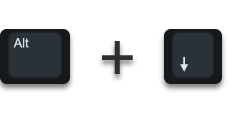 Alt + ↓